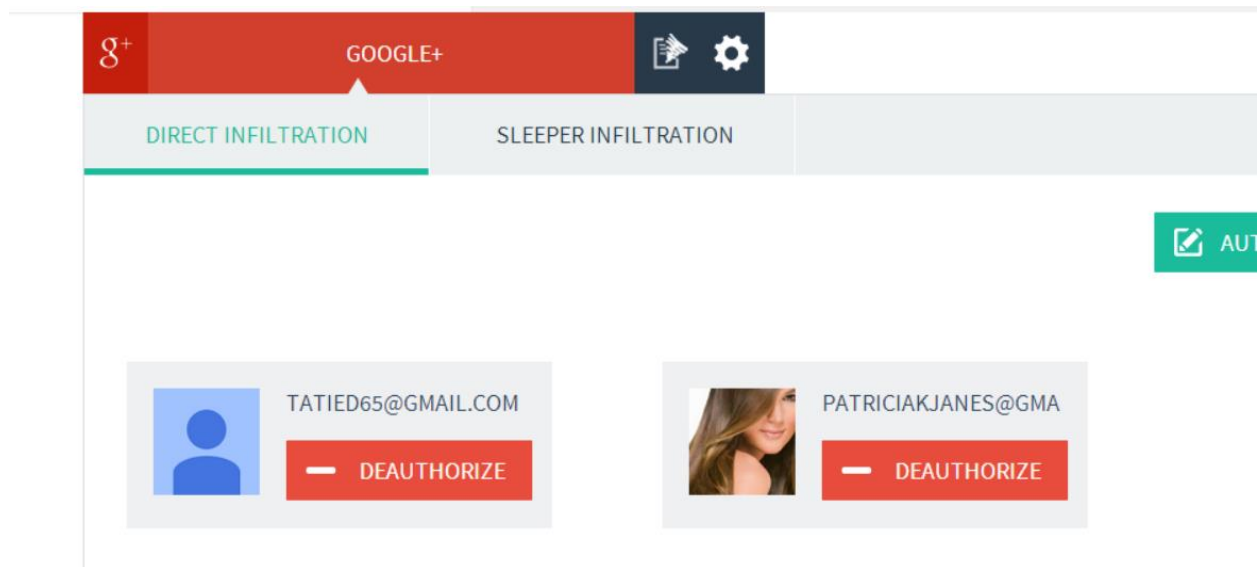 g+ GOOGLE+
DIRECT INFILTRATION SLEEPER INFILTRATION
AUT
TATIED65@GMAIL.COM PATRICIAKJANES@GMA
DEAUTHORIZE DEAUTHORIZE